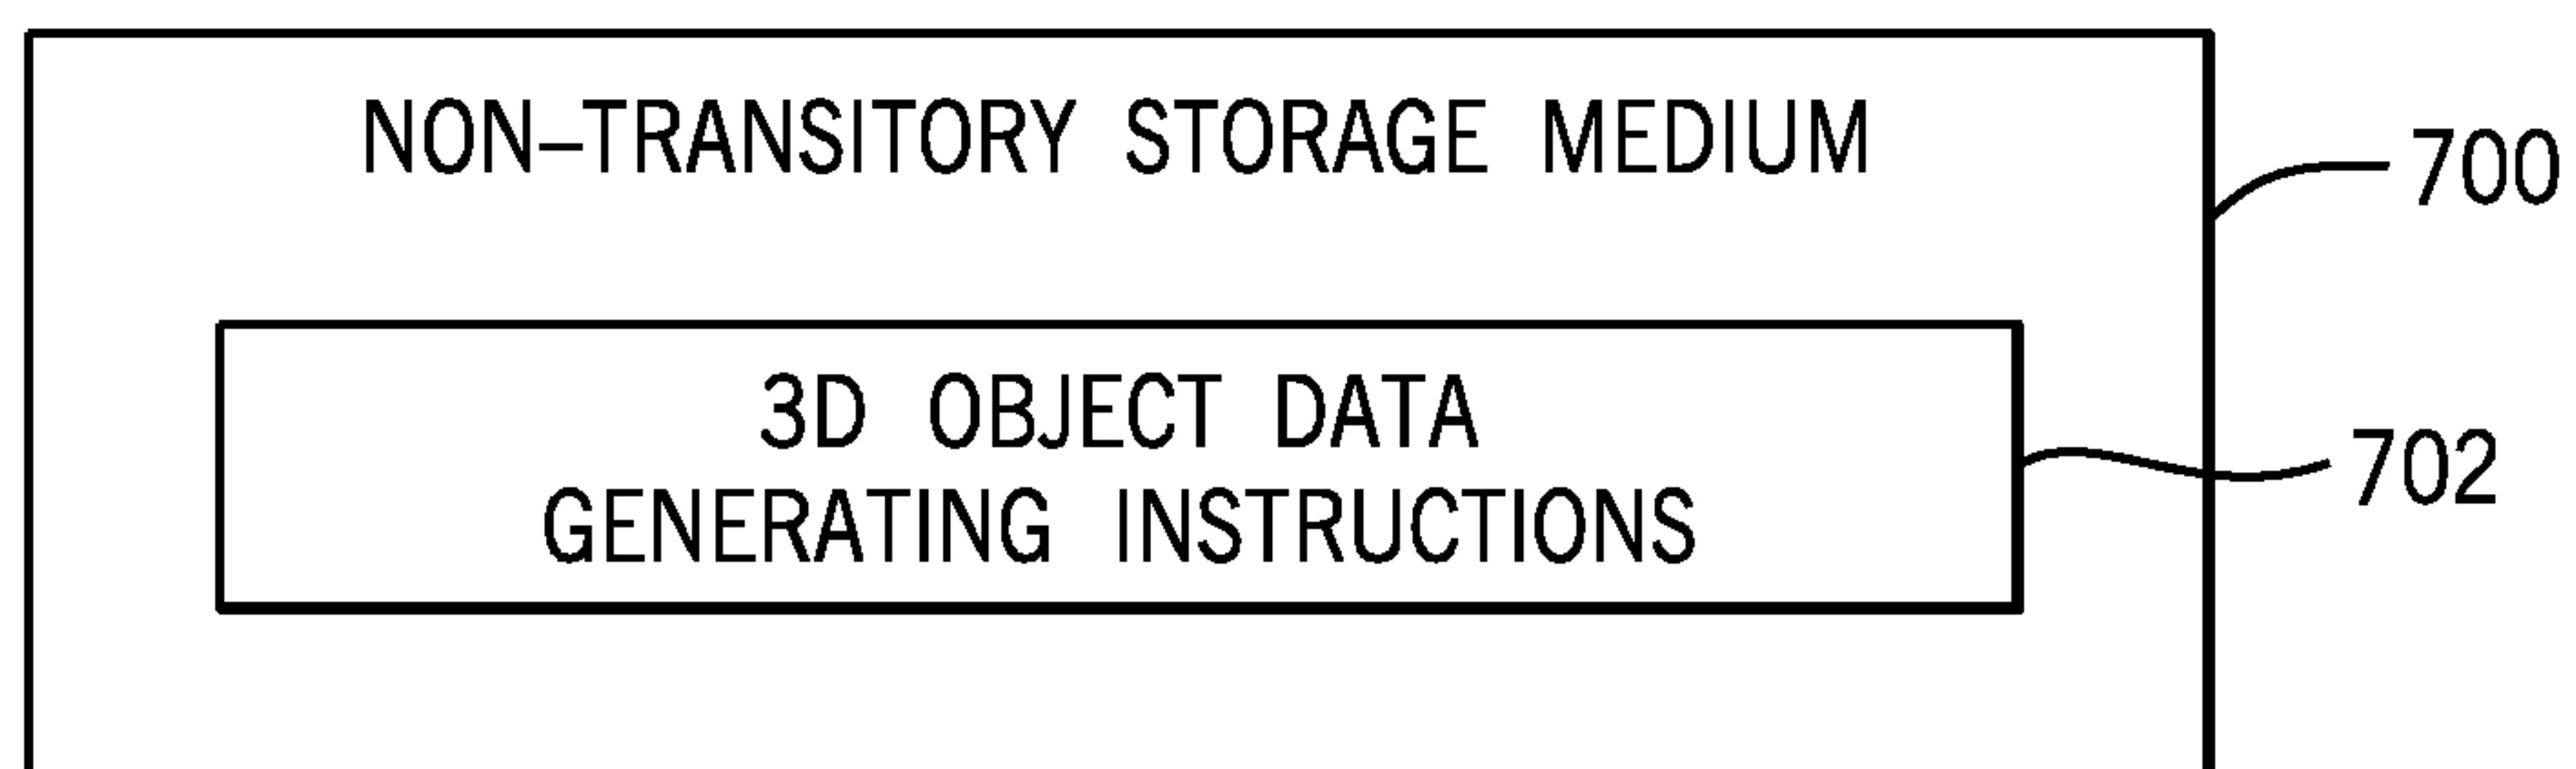 NON–TRANSITORY STORAGE MEDIUM
700
3D OBJECT DATA
GENERATING INSTRUCTIONS
702